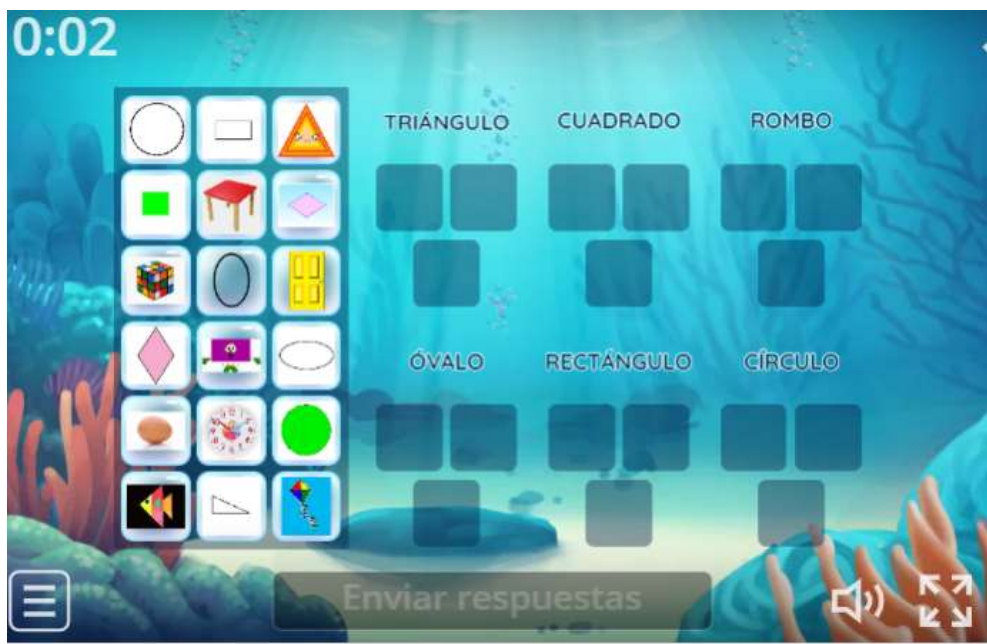 0:02
TRIÁNGULO CUADRADO ROMBO
ÓVALO RECTÁNGULO CÍRCULO
Enviar respuestas